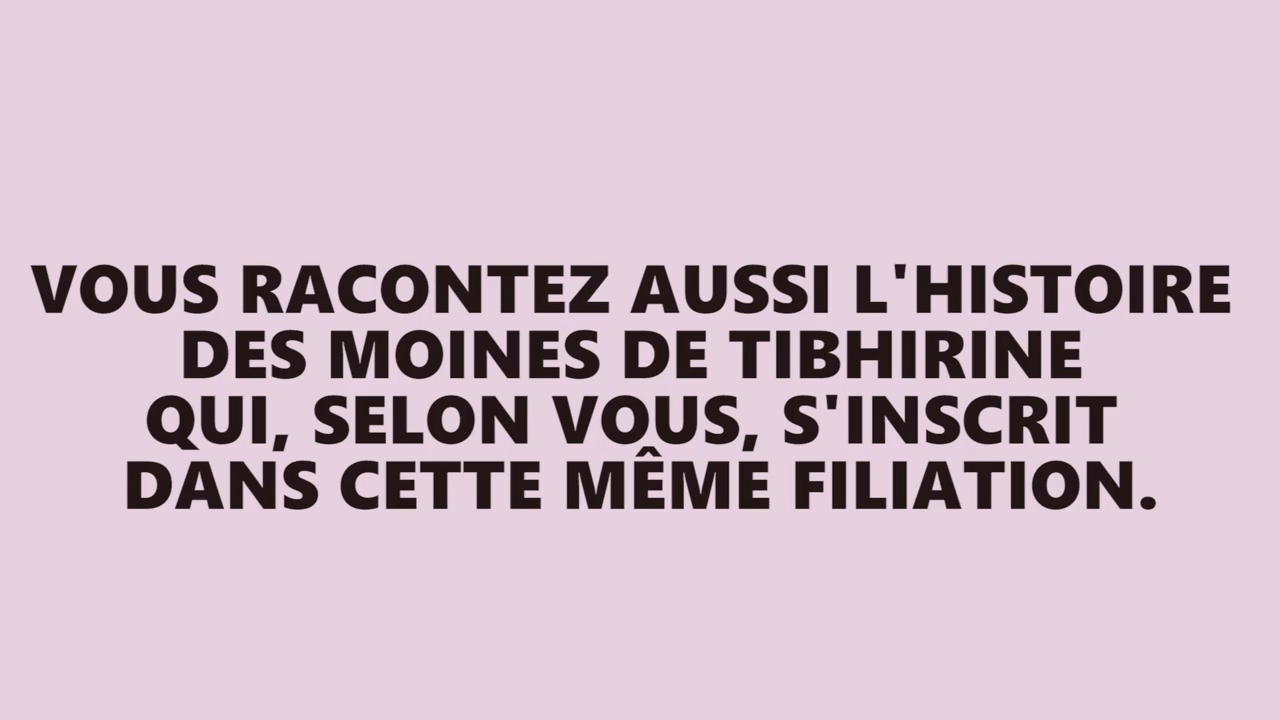 VOUS RACONTEZ AUSSI L'HISTOIRE
DES MOINES DE TIBHIRINE
QUI, SELON VOUS, S'INSCRIT
DANS CETTE MÊME FILIATION.